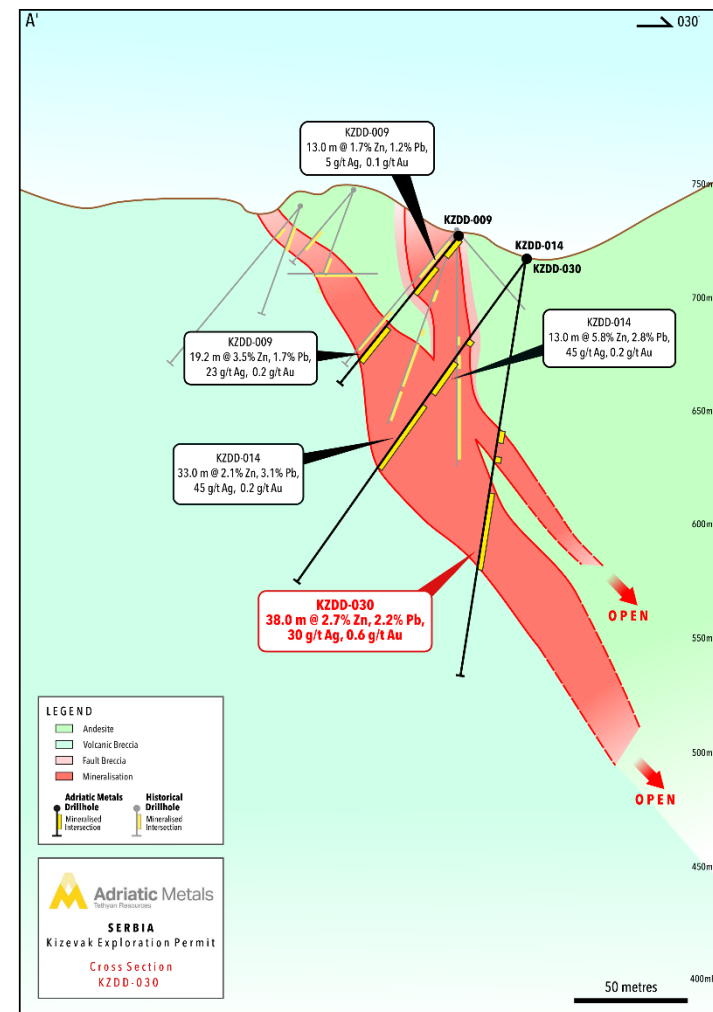 A'
030°
KZDD-009
13.0 m @ 1.7% Zn, 1.2% Pb,
5 g/t Ag, 0.1 g/t Au
750m
KZDD-009
KZDD-014
KZDD-030
700m
KZDD-014
13.0 m @ 5.8% Zn, 2.8% Pb,
45 g/t Ag, 0.2 g/t Au
KZDD-009
19.2 m @ 3.5% Zn, 1.7% Pb,
23 g/t Ag, 0.2 g/t Au
650m
KZDD-014
33.0 m @ 2.1% Zn, 3.1% Pb,
45 g/t Ag, 0.2 g/t Au
600m
KZDD-030
38.0 m @ 2.7% Zn, 2.2% Pb,
30 g/t Ag, 0.6 g/t Au
OPEN
550m
LEGEND
Andesite
Volcanic Breccia
Fault Breccia
Mineralisation
Adriatic Metals
Drillhole
Mineralised
Intersection
Historical
Drillhole
Mineralised
Intersection
500m
OPEN
450m
Adriatic Metals
Tethyan Resources
SERBIA
Kizevak Exploration Permit
Cross Section
KZDD-030
400m
50 metres